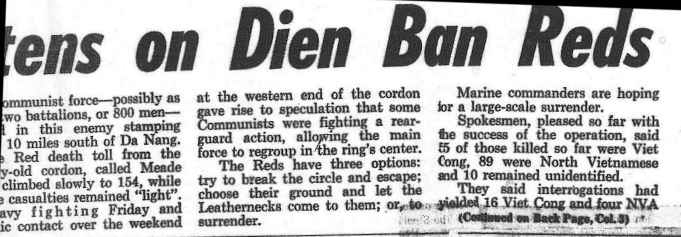 tens on Dien Ban Reds
ommunist force—possibly as
two battalions, or 800 men—
in this enemy stamping
10 miles south of Da Nang.
Red death toll from the
y-old cordon, called Meade
climbed slowly to 154, while
casualties remained "light".
avy fighting Friday and
ic contact over the weekend
at the western end of the cordon
gave rise to speculation that some
Communists were fighting a rear-
guard action, allowing the main
force to regroup in the ring's center.
The Reds have three options:
try to break the circle and escape;
choose their ground and let the
Leathernecks come to them; or, to
surrender.
Marine commanders are hoping
for a large-scale surrender.
Spokesmen, pleased so far with
the success of the operation, said
55 of those killed so far were Viet
Cong, 89 were North Vietnamese
and 10 remained unidentified.
They said interrogations had
yielded 16 Viet Cong and four NVA
(Continued on Back Page, Col. 3)